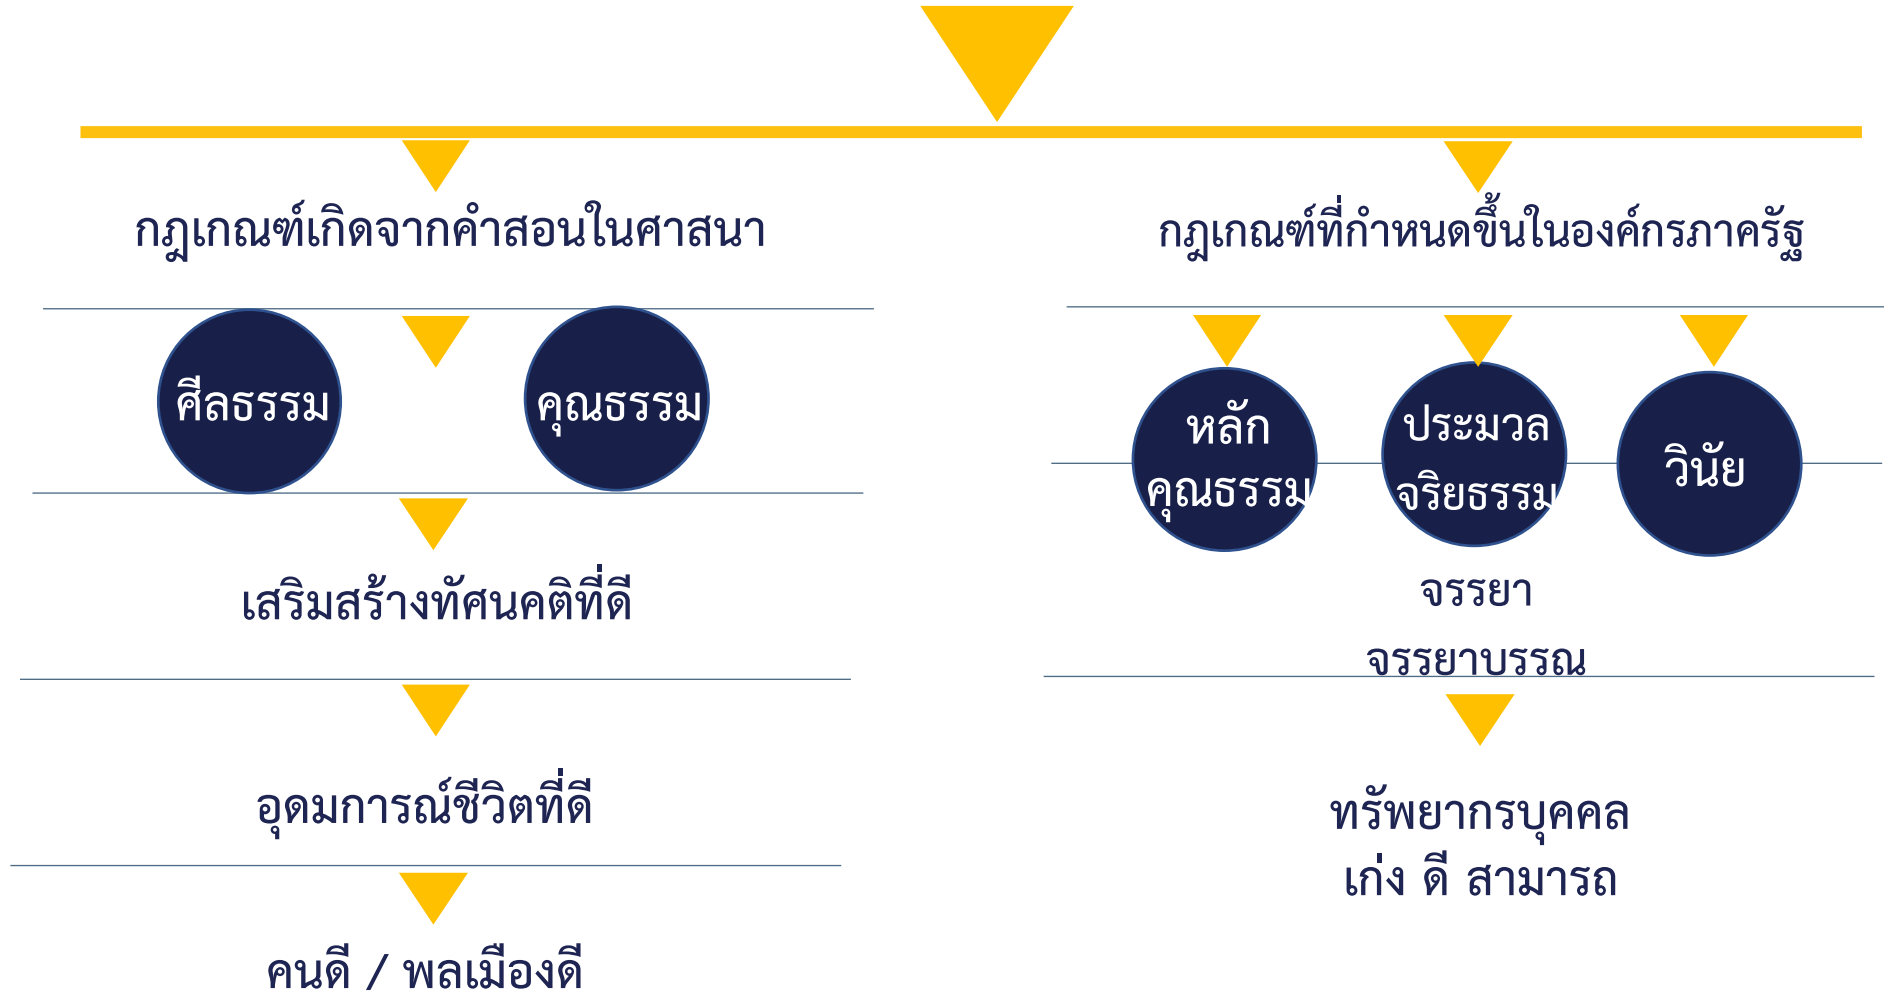 กฎเกณฑ์เกิดจากคำสอนในศาสนา
ศีลธรรม
คุณธรรม
เสริมสร้างทัศนคติที่ดี
อุดมการณ์ชีวิตที่ดี
คนดี / พลเมืองดี
กฎเกณฑ์ที่กำหนดขึ้นในองค์กรภาครัฐ
หลัก
คุณธรรม
ประมวล
จริยธรรม
วินัย
จรรยา
จรรยาบรรณ
ทรัพยากรบุคคล
เก่ง ดี สามารถ